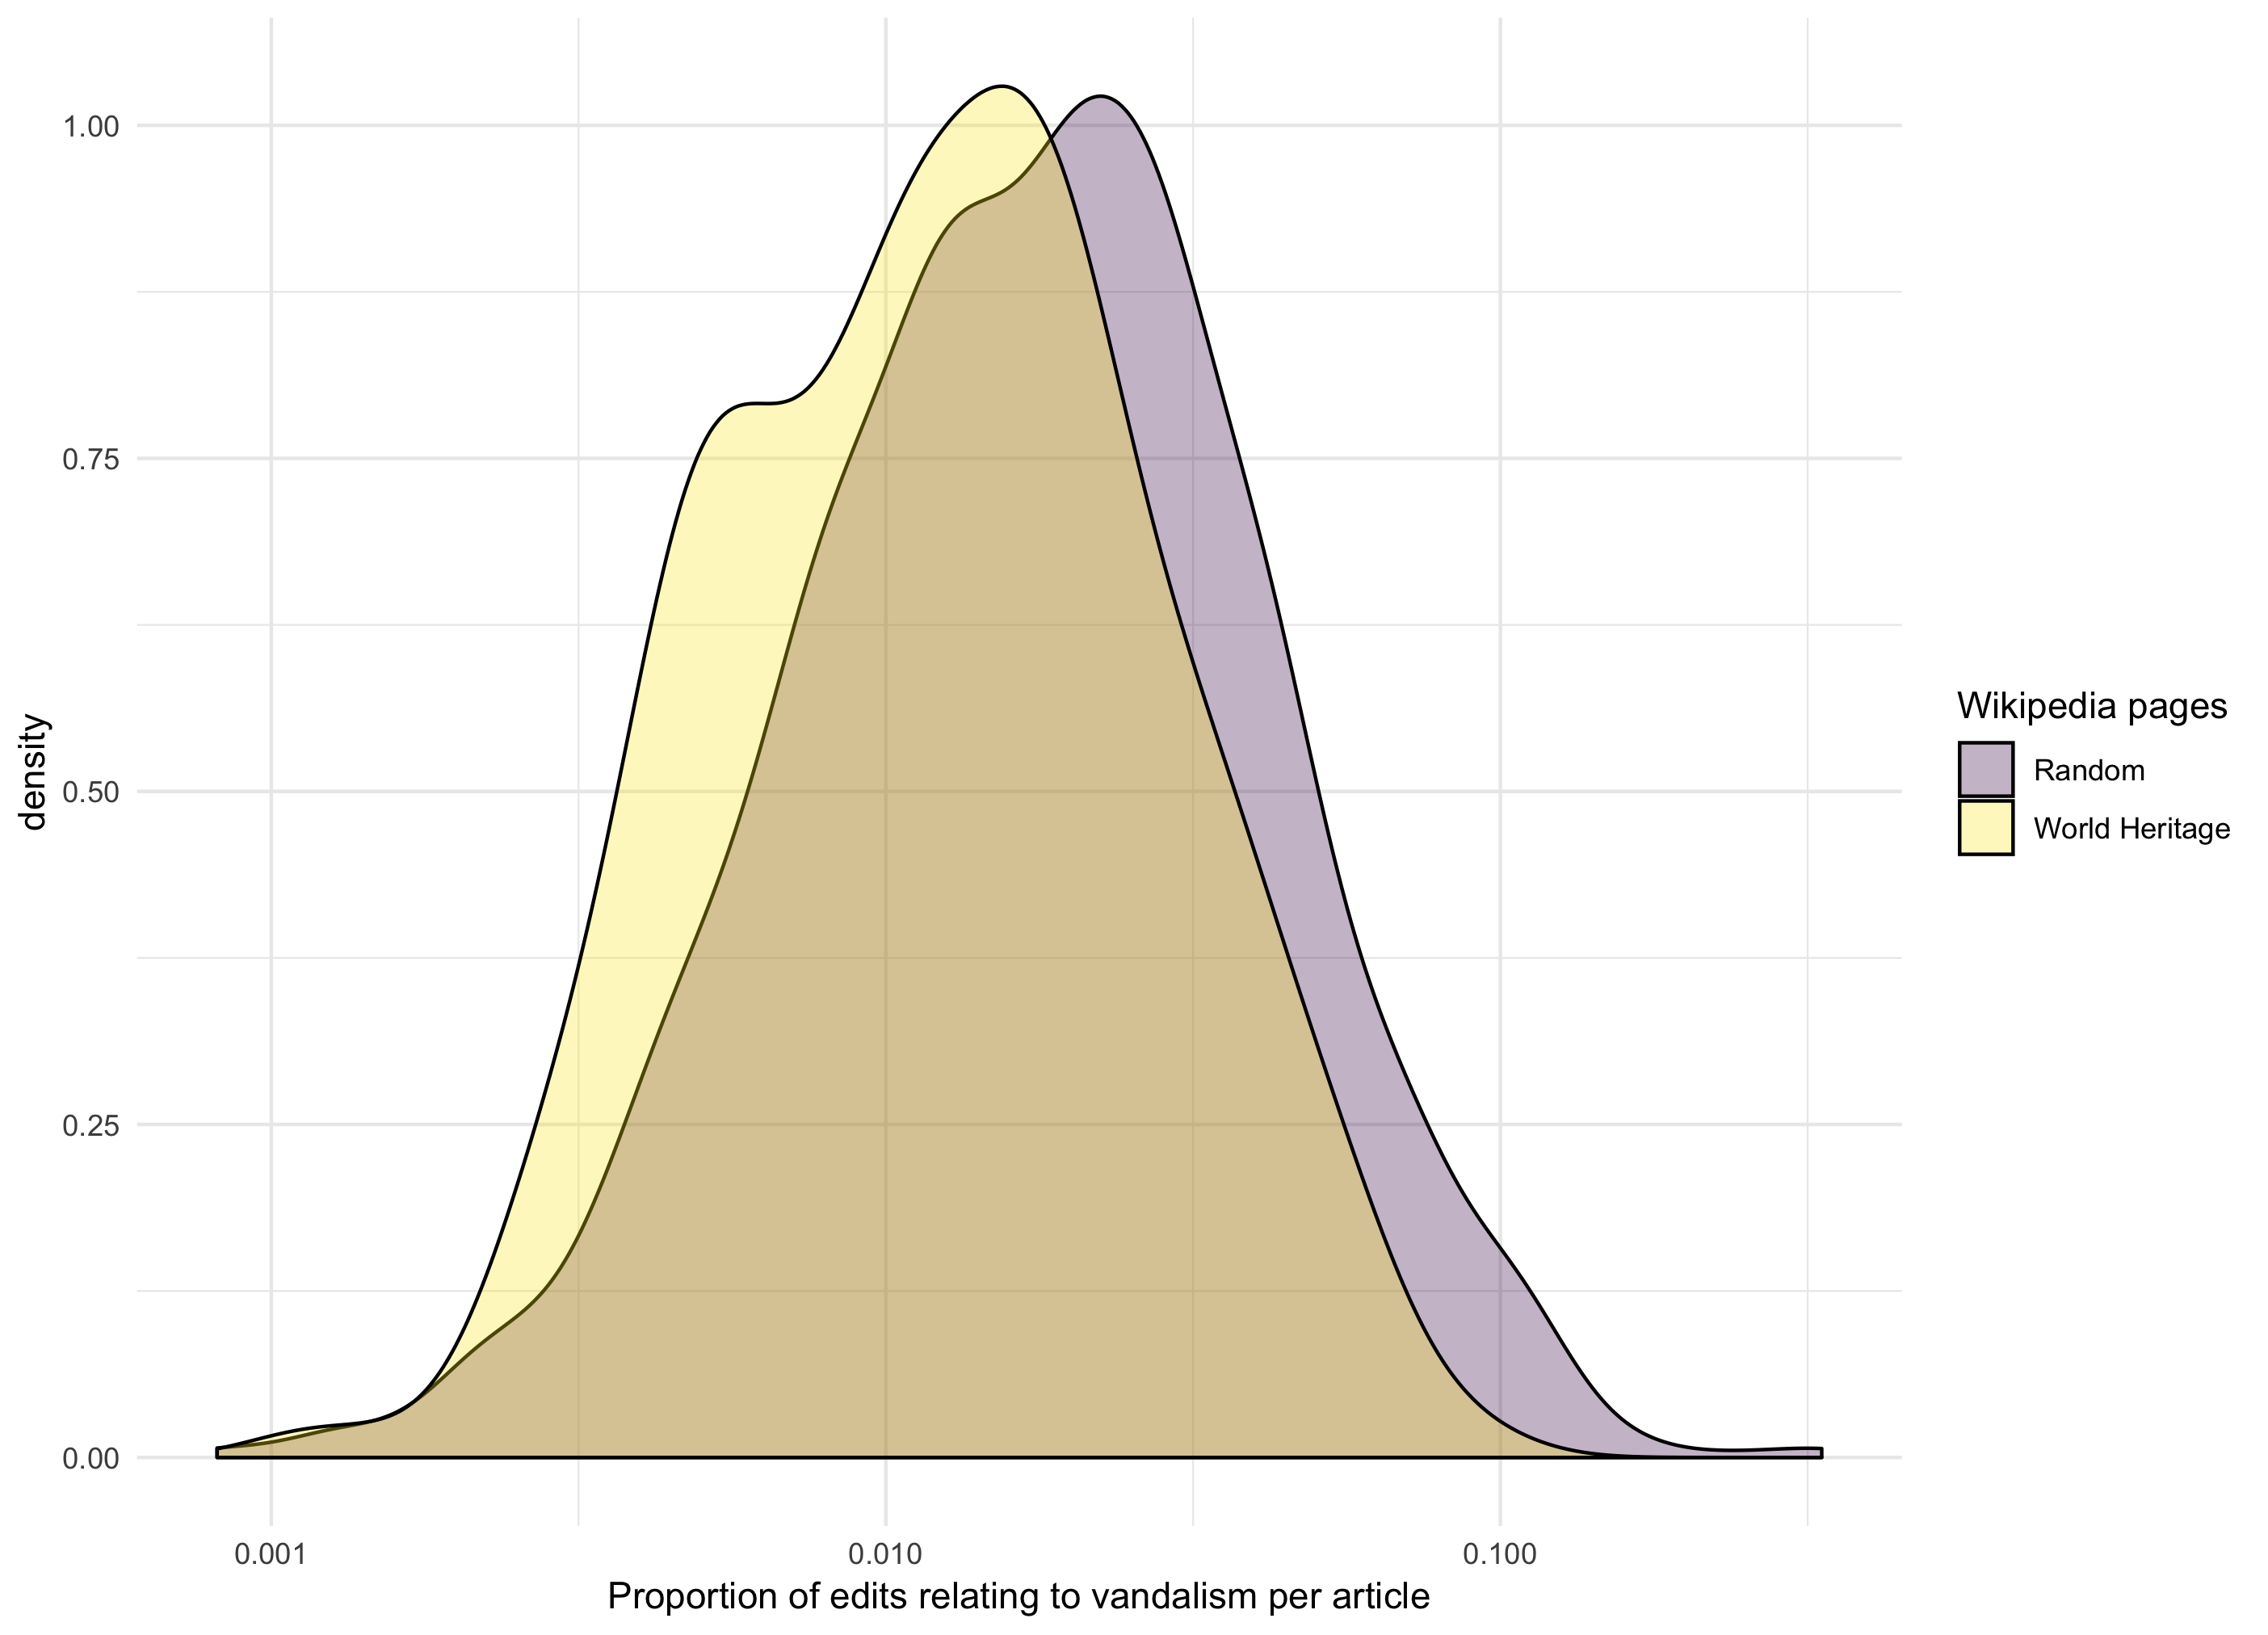 density
1.00
0.75
0.50
0.25
0.00
0.001
0.010
0.100
Proportion of edits relating to vandalism per article
Wikipedia pages
Random
World Heritage